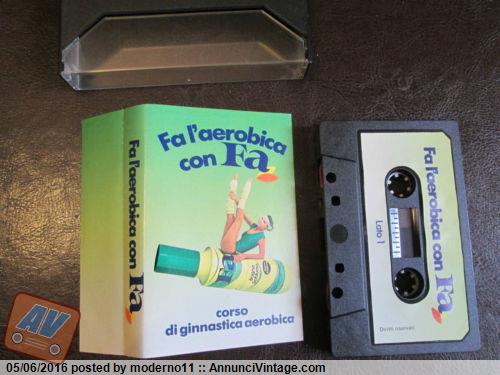 Fa l'aerobica
con Fa
corso
di ginnastica aerobica
Fa l'aerobica con Fa
Fa l'aerobica con Fa
Lato 1
Diritti riservati
AV
05/06/2016 posted by moderno11 :: AnnunciVintage.com